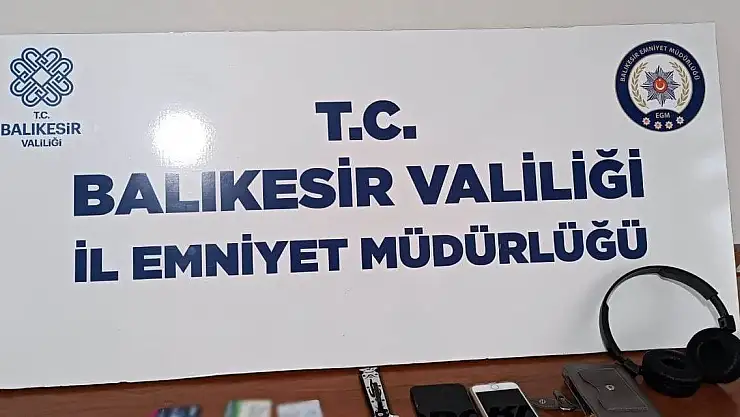 T.C.
BALIKESİR
VALİLİĞİ
BALIKESİR EMNİYET MÜDÜRLÜĞÜ
EGM
T.C.
BALIKESİR VALİLİĞİ
İL EMNİYET MÜDÜRLÜĞÜ